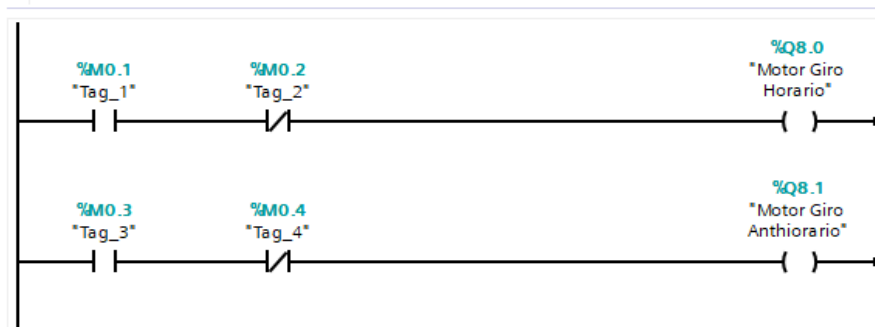 %Q8.0
%M0.1 %M0.2 "Motor Giro
"Tag_1" "Tag_2" Horario"
%Q8.1
%M0.3 %M0.4 "Motor Giro
"Tag_3" "Tag_4" Anthiorario"